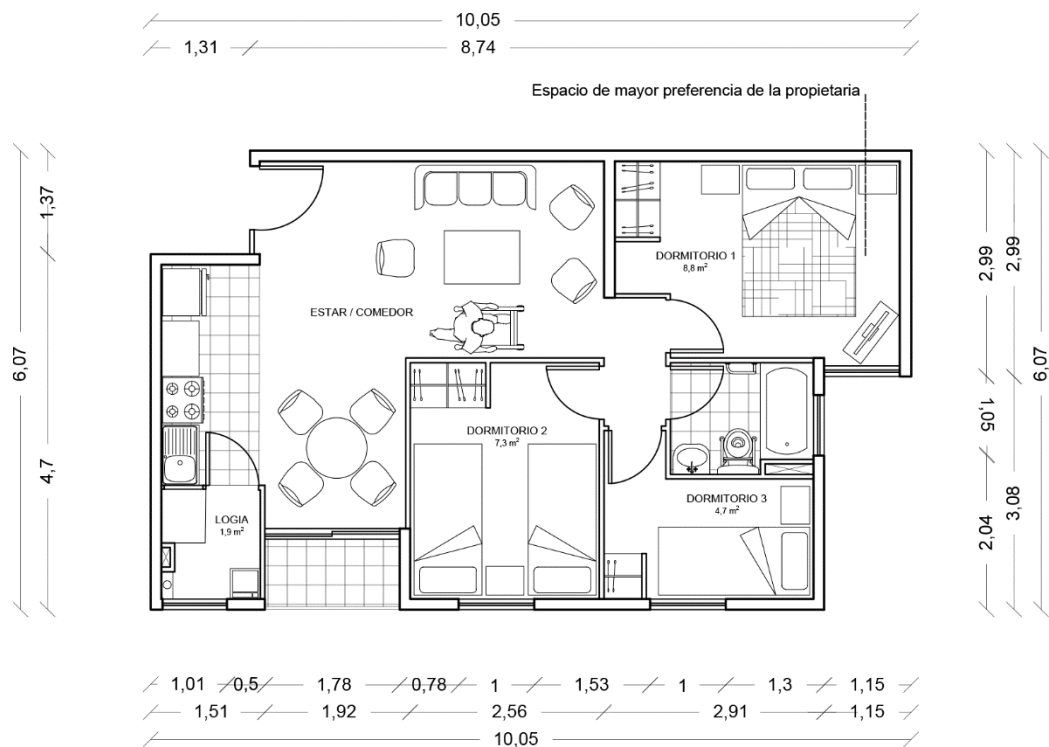 10,05
1,31
8,74
Espacio de mayor preferencia de la propietaria
6,07
1,37
4,7
DORMITORIO 1
8,8 m²
ESTAR / COMEDOR
DORMITORIO 2
7,3 m²
DORMITORIO 3
4,7 m²
LOGIA
1,9 m²
2,99
1,05
2,04
2,99
3,08
6,07
1,01
0,5
1,78
0,78
1
1,53
1
1,3
1,15
1,51
1,92
2,56
2,91
1,15
10,05